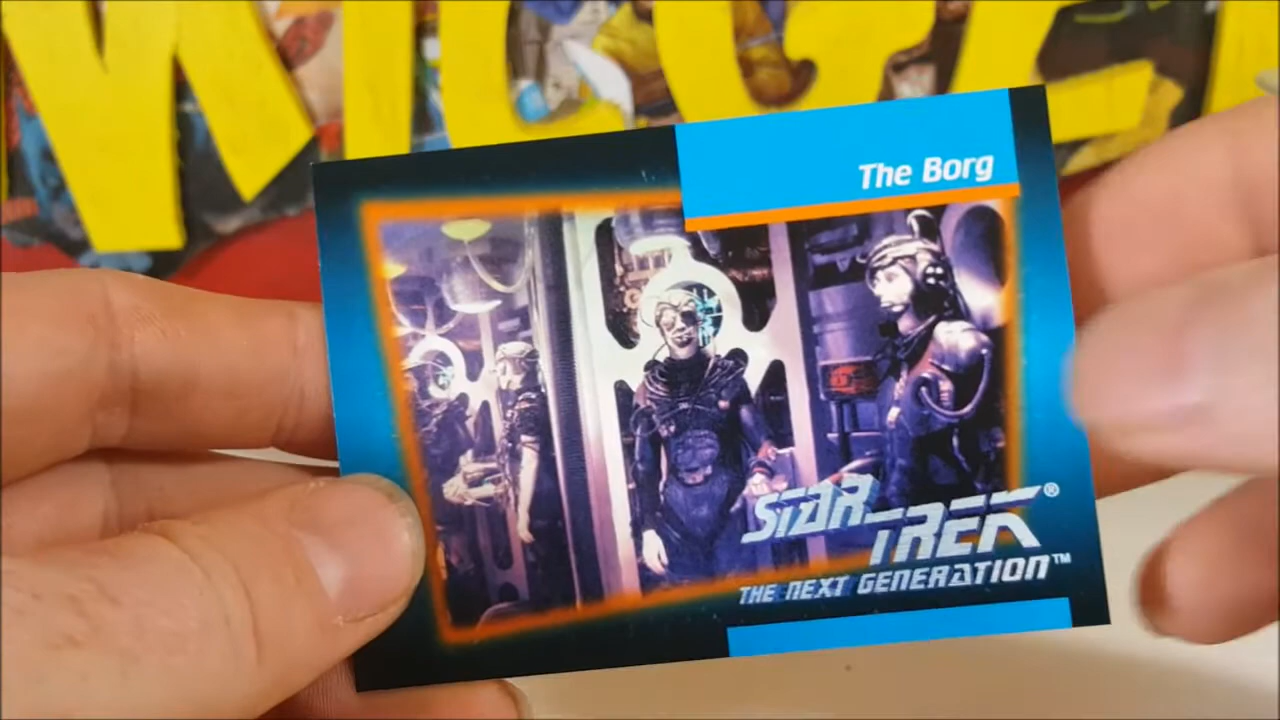 The Borg
STAR
TREK®
THE NEXT GENERATION™